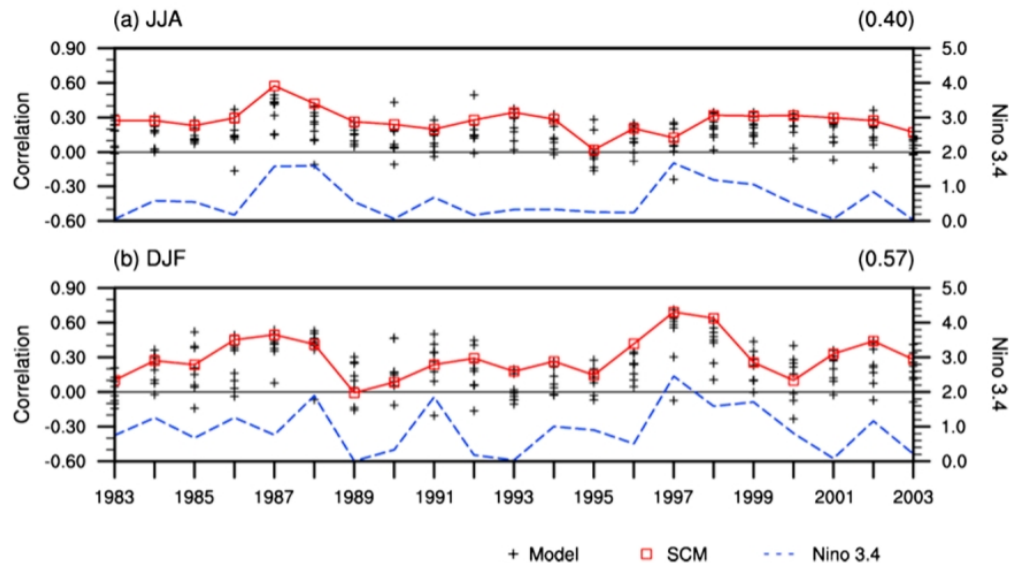 (a) JJA (0.40)
0.90 5.0
0.60 4.0
0.30 3.0
0.00 2.0
-0.30 1.0
-0.60 0.0
Correlation
Nino 3.4
(b) DJF (0.57)
0.90 5.0
0.60 4.0
0.30 3.0
0.00 2.0
-0.30 1.0
-0.60 0.0
Correlation
Nino 3.4
1983 1985 1987 1989 1991 1993 1995 1997 1999 2001 2003
Model SCM Nino 3.4